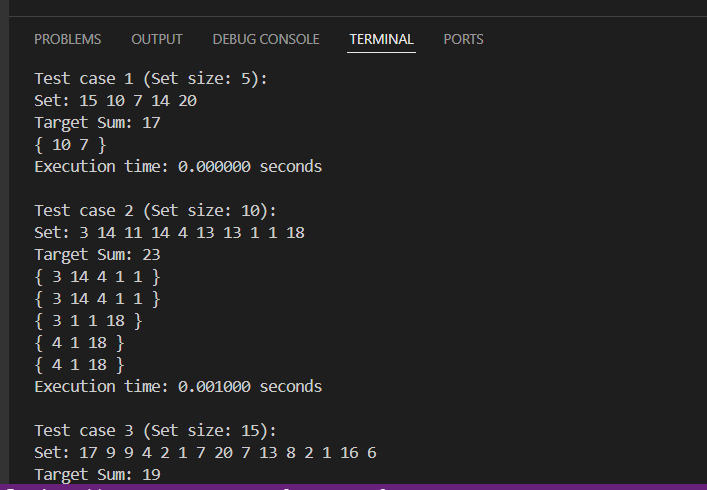 PROBLEMS OUTPUT DEBUG CONSOLE TERMINAL PORTS
Test case 1 (Set size: 5):
Set: 15 10 7 14 20
Target Sum: 17
{ 10 7 }
Execution time: 0.000000 seconds
Test case 2 (Set size: 10):
Set: 3 14 11 14 4 13 13 1 1 18
Target Sum: 23
{ 3 14 4 1 1 }
{ 3 14 4 1 1 }
{ 3 1 1 18 }
{ 4 1 18 }
{ 4 1 18 }
Execution time: 0.001000 seconds
Test case 3 (Set size: 15):
Set: 17 9 9 4 2 1 7 20 7 13 8 2 1 16 6
Target Sum: 19